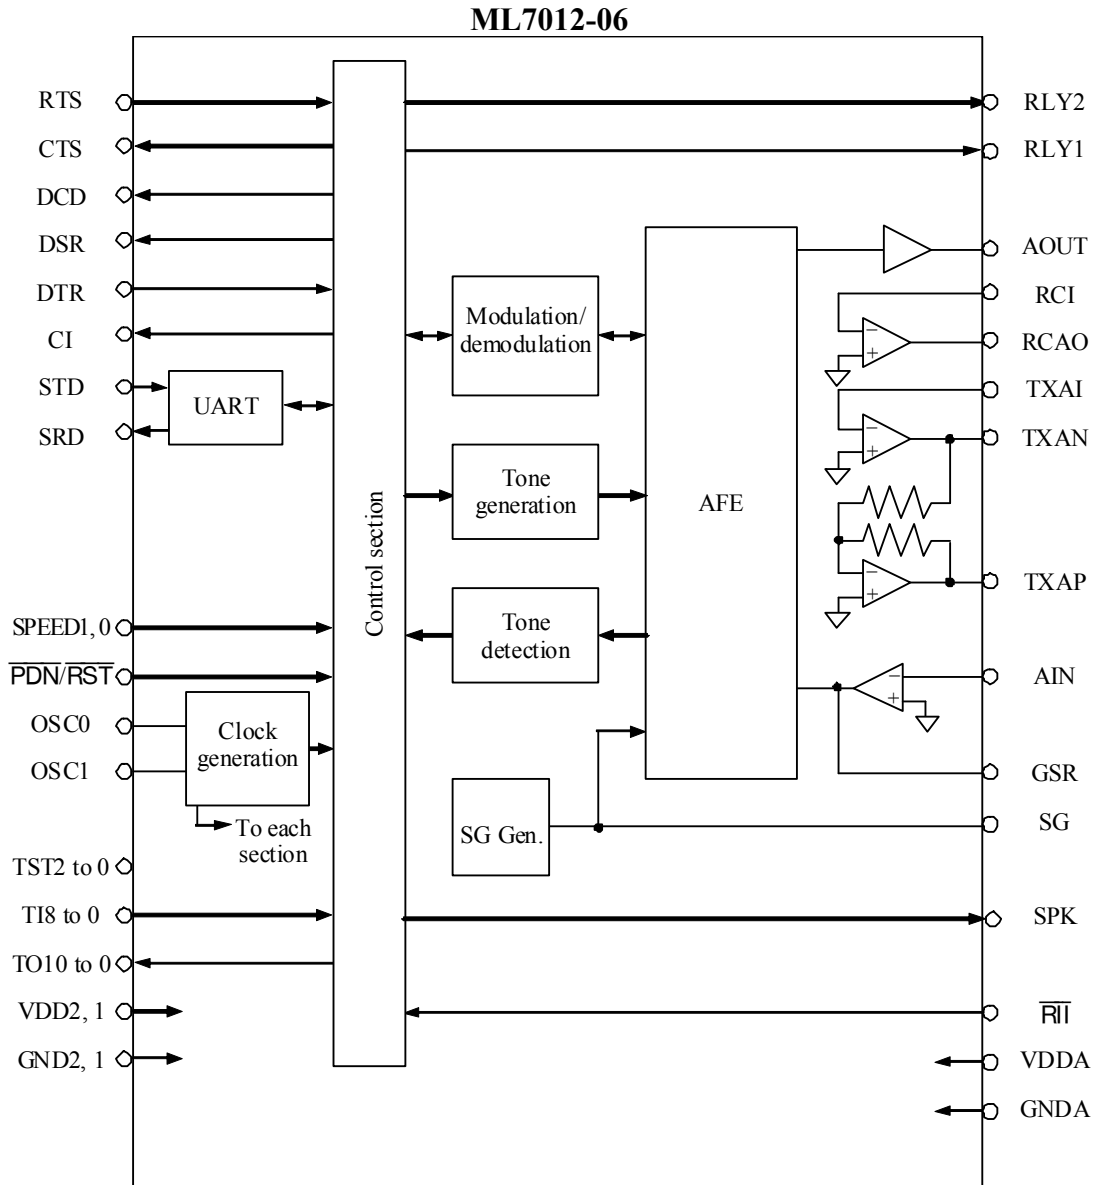 ML7012-06
RTS
CTS
DCD
DSR
DTR
CI
STD
SRD
SPEED1, 0
PDN/RST
OSC0
OSC1
TST2 to 0
TI8 to 0
TO10 to 0
VDD2, 1
GND2, 1
UART
Clock
generation
To each
section
Control section
Modulation/
demodulation
Tone
generation
Tone
detection
SG Gen.
AFE
−
+
−
+
−
+
−
+
RLY2
RLY1
AOUT
RCI
RCAO
TXAI
TXAN
TXAP
AIN
GSR
SG
SPK
RII
VDDA
GNDA